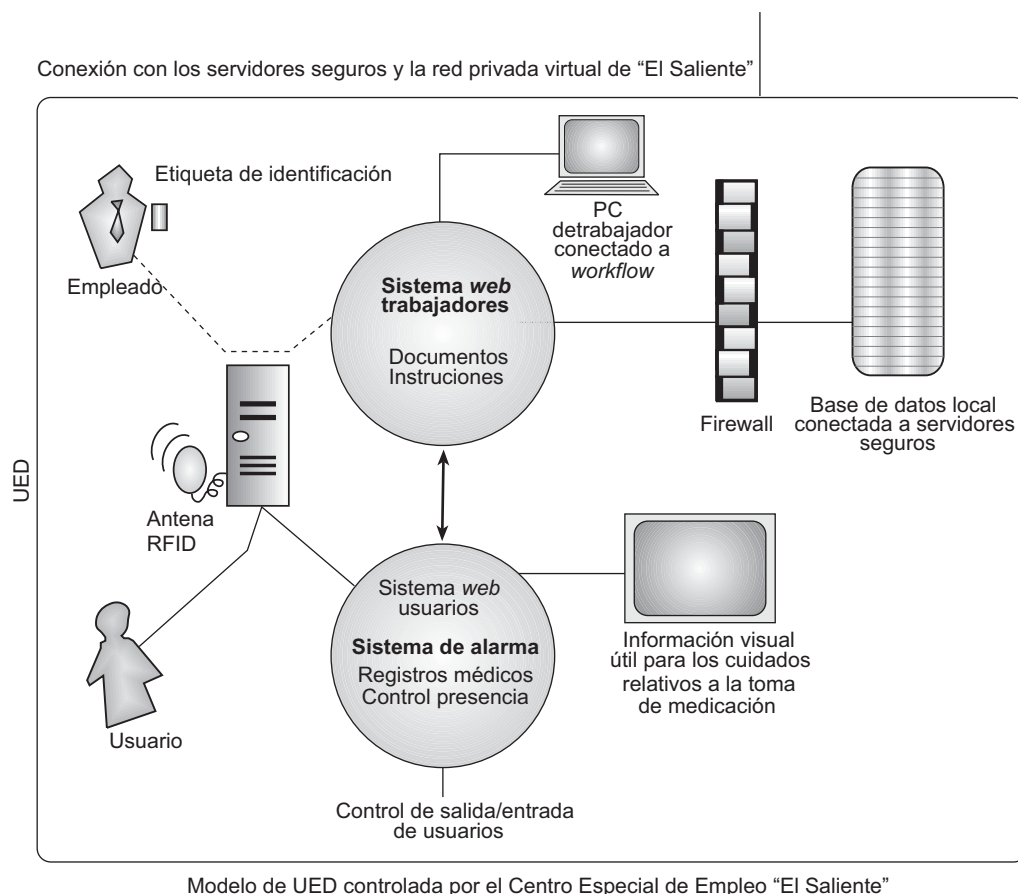 Conexión con los servidores seguros y la red privada virtual de “El Saliente”
Etiqueta de identificación
Empleado
PC
detrabajador
conectado a
workflow
Sistema web
trabajadores
Documentos
Instruciones
Firewall
Base de datos local
conectada a servidores
seguros
UED
Antena
RFID
Sistema web
usuarios
Sistema de alarma
Registros médicos
Control presencia
Información visual
útil para los cuidados
relativos a la toma
de medicación
Usuario
Control de salida/entrada
de usuarios
Modelo de UED controlada por el Centro Especial de Empleo “El Saliente”